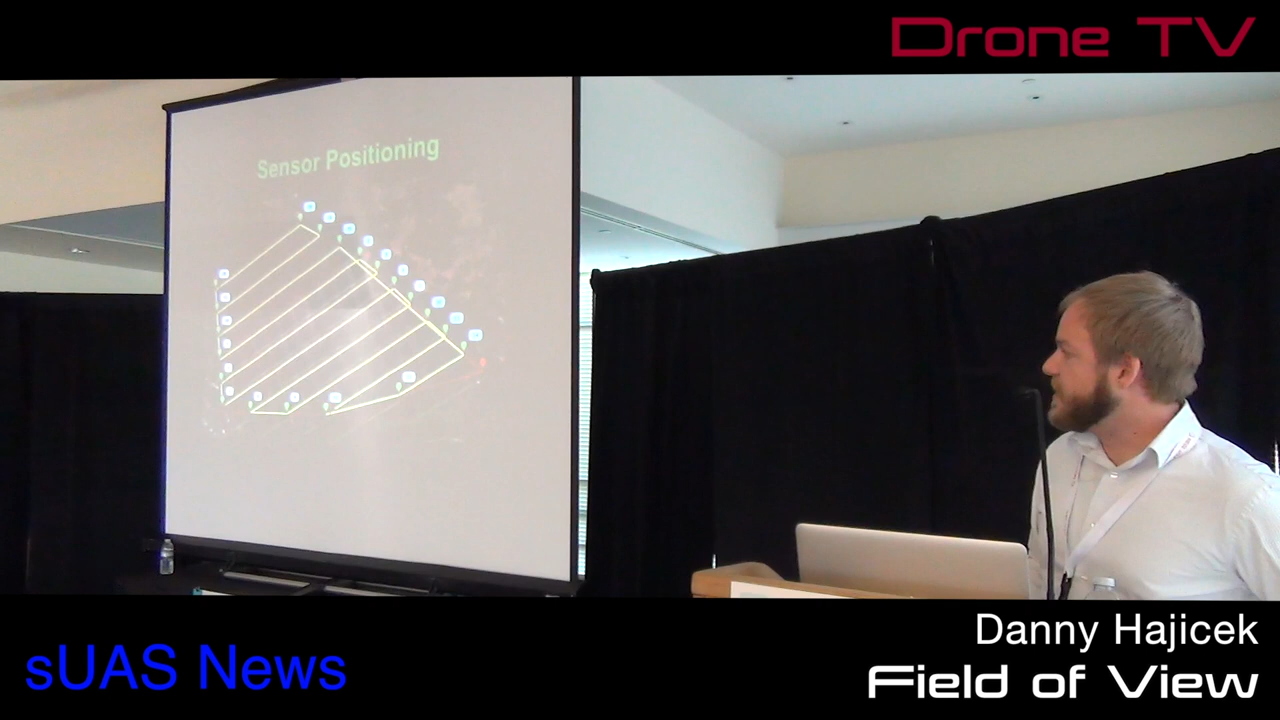 Drone TV
Sensor Positioning
Danny Hajicek
sUAS News
Field of View